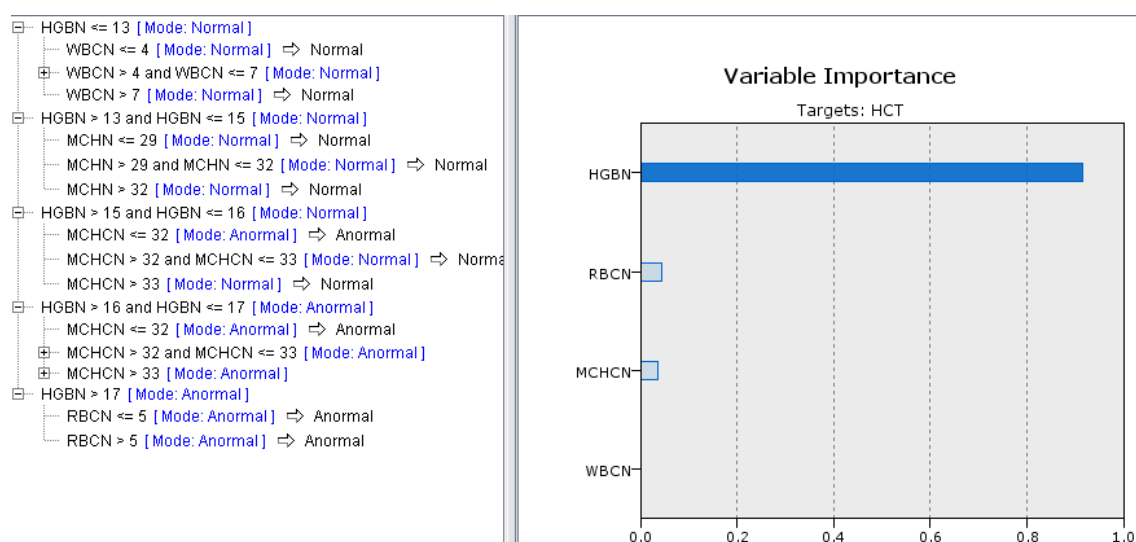 HGBN <= 13 [Mode: Normal]
WBCN <= 4 [Mode: Normal] ⇨ Normal
WBCN > 4 and WBCN <= 7 [Mode: Normal]
WBCN > 7 [Mode: Normal] ⇨ Normal
HGBN > 13 and HGBN <= 15 [Mode: Normal]
MCHN <= 29 [Mode: Normal] ⇨ Normal
MCHN > 29 and MCHN <= 32 [Mode: Normal] ⇨ Normal
MCHN > 32 [Mode: Normal] ⇨ Normal
HGBN > 15 and HGBN <= 16 [Mode: Normal]
MCHCN <= 32 [Mode: Anormal] ⇨ Anormal
MCHCN > 32 and MCHCN <= 33 [Mode: Normal] ⇨ Norma
MCHCN > 33 [Mode: Normal] ⇨ Normal
HGBN > 16 and HGBN <= 17 [Mode: Anormal]
MCHCN <= 32 [Mode: Anormal] ⇨ Anormal
MCHCN > 32 and MCHCN <= 33 [Mode: Anormal]
MCHCN > 33 [Mode: Anormal]
HGBN > 17 [Mode: Anormal]
RBCN <= 5 [Mode: Anormal] ⇨ Anormal
RBCN > 5 [Mode: Anormal] ⇨ Anormal
Variable Importance
Targets: HCT
HGBN
RBCN
MCHCN
WBCN
0.0 0.2 0.4 0.6 0.8 1.0